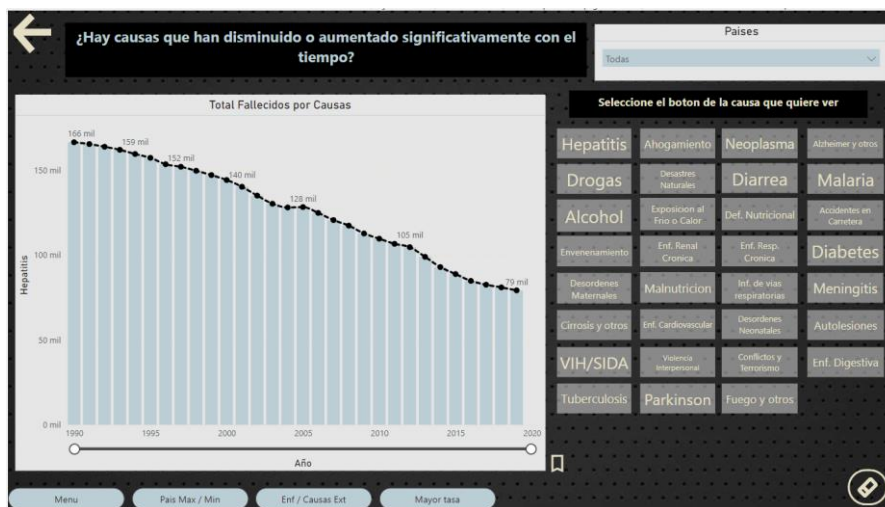 ¿Hay causas que han disminuido o aumentado significativamente con el
tiempo?
Paises
Todas
Total Fallecidos por Causas
Seleccione el boton de la causa que quiere ver
166 mil
159 mil
152 mil
140 mil
128 mil
105 mil
79 mil
150 mil
100 mil
50 mil
0 mil
Hepatitis
1990
1995
2000
2005
2010
2015
2020
Año
Hepatitis
Ahogamiento
Neoplasma
Alzheimer y otros
Drogas
Desastres
Naturales
Diarrea
Malaria
Alcohol
Exposicion al
Frio o Calor
Def. Nutricional
Accidentes en
Carretera
Envenenamiento
Enf. Renal
Cronica
Enf. Resp.
Cronica
Diabetes
Desordenes
Maternales
Malnutricion
Inf. de vias
respiratorias
Meningitis
Cirrosis y otros
Enf. Cardiovascular
Desordenes
Neonatales
Autolesiones
VIH/SIDA
Violencia
Interpersonal
Conflictos y
Terrorismo
Enf. Digestiva
Tuberculosis
Parkinson
Fuego y otros
Menu
Pais Max / Min
Enf / Causas Ext
Mayor tasa